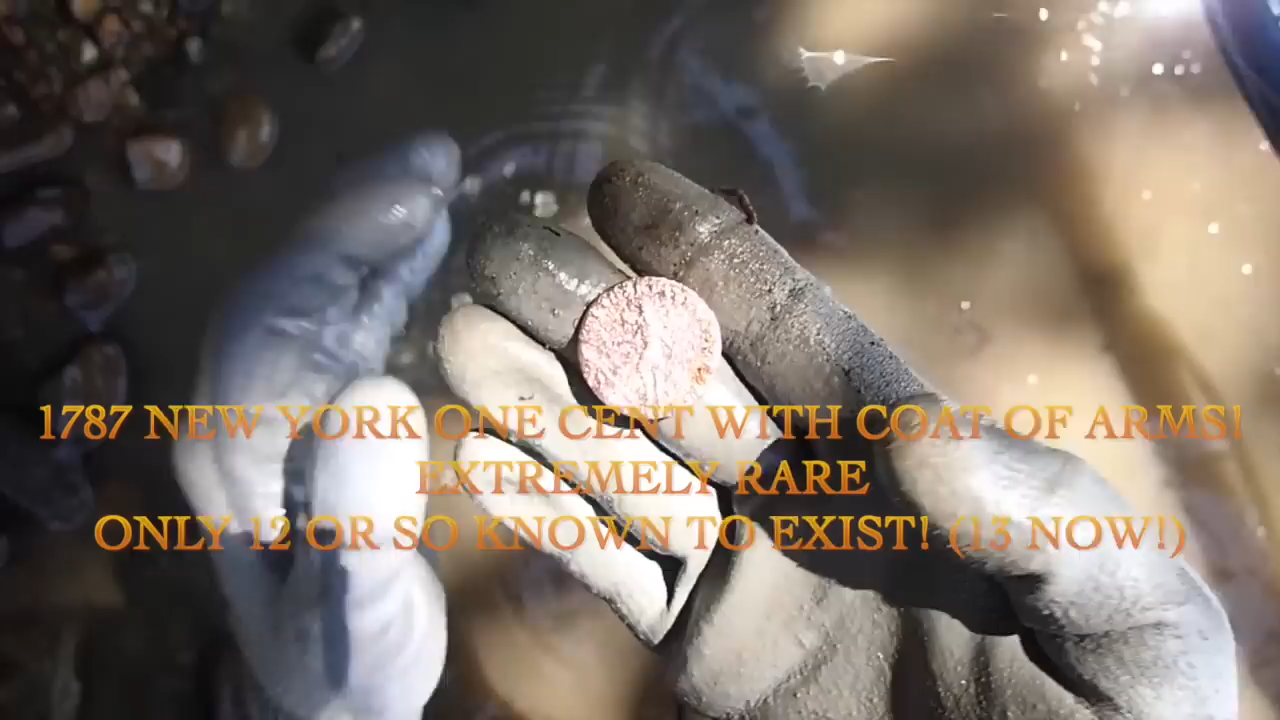 1787 NEW YORK ONE CENT WITH COAT OF ARMS!
EXTREMELY RARE
ONLY 12 OR SO KNOWN TO EXIST! (13 NOW!)